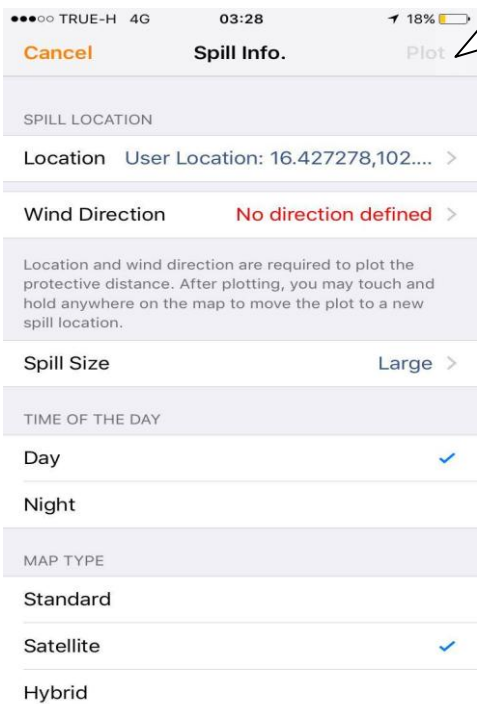 TRUE-H 4G 03:28 18%
Cancel Spill Info. Plot
SPILL LOCATION
Location User Location: 16.427278,102....
Wind Direction No direction defined
Location and wind direction are required to plot the
protective distance. After plotting, you may touch and
hold anywhere on the map to move the plot to a new
spill location.
Spill Size Large
TIME OF THE DAY
Day
Night
MAP TYPE
Standard
Satellite
Hybrid